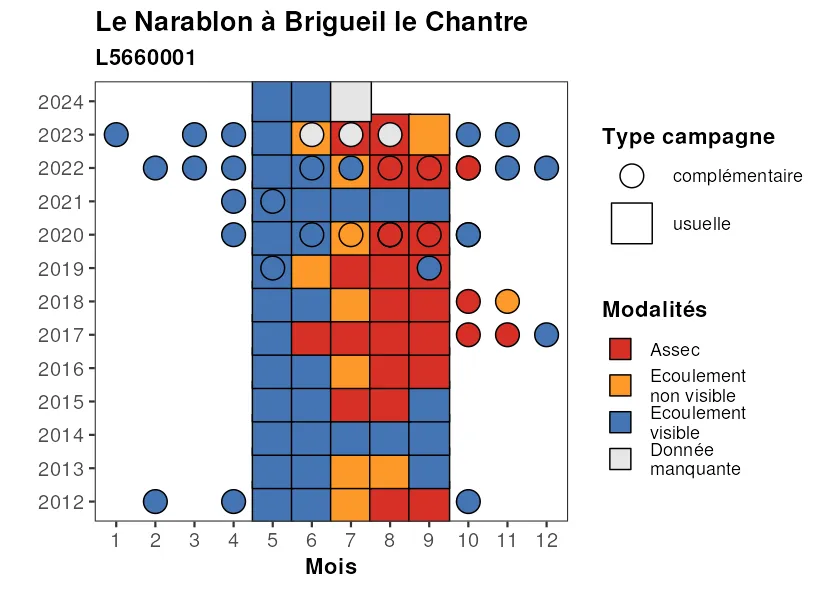 Le Narablon à Brigueil le Chantre
L5660001
2024
2023
2022
2021
2020
2019
2018
2017
2016
2015
2014
2013
2012
1 2 3 4 5 6 7 8 9 10 11 12
Mois
Type campagne
complémentaire
usuelle
Modalités
Assec
Ecoulement
non visible
Ecoulement
visible
Donnée
manquante